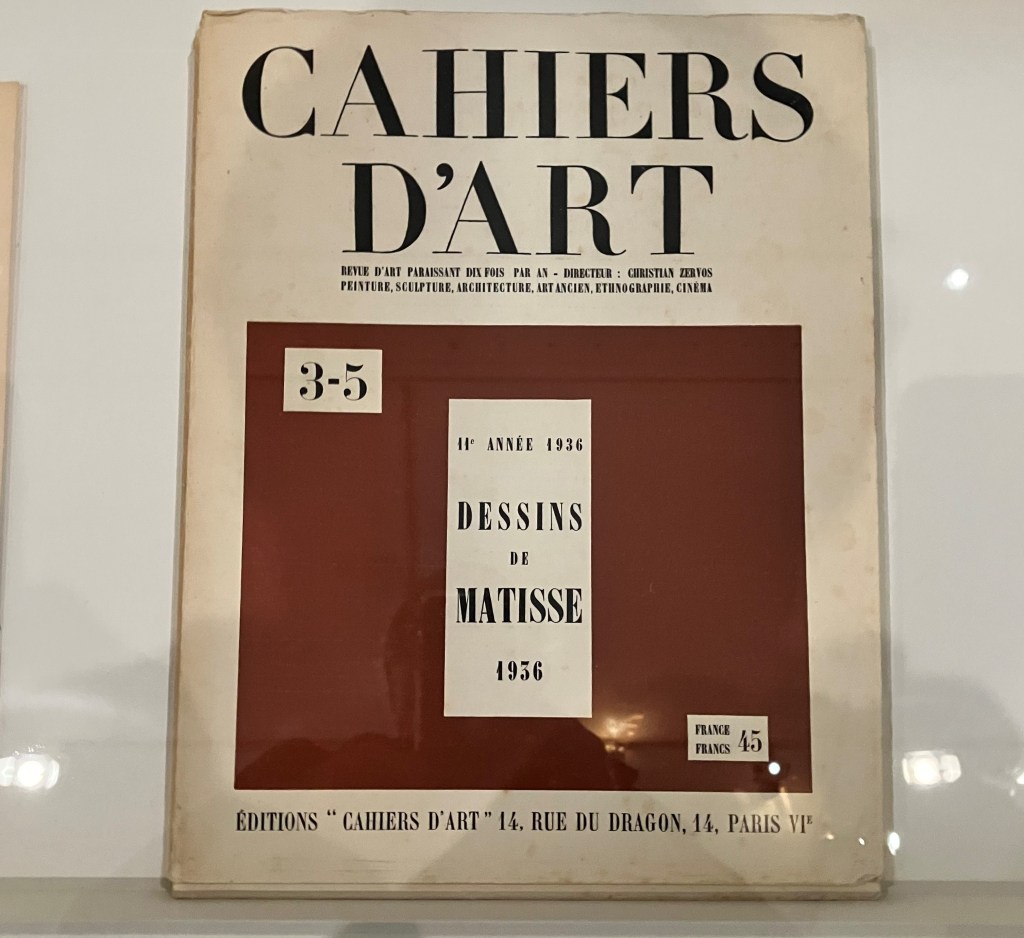 CAHIERS
D'ART
REVUE D'ART PARAISSANT DIX FOIS PAR AN - DIRECTEUR : CHRISTIAN ZERVOS
PEINTURE, SCULPTURE, ARCHITECTURE, ART ANCIEN, ETHNOGRAPHIE, CINÉMA
3-5
11e ANNÉE 1936
DESSINS
DE
MATISSE
1936
FRANCE
FRANCS 45
ÉDITIONS "CAHIERS D'ART" 14, RUE DU DRAGON, 14, PARIS VIE